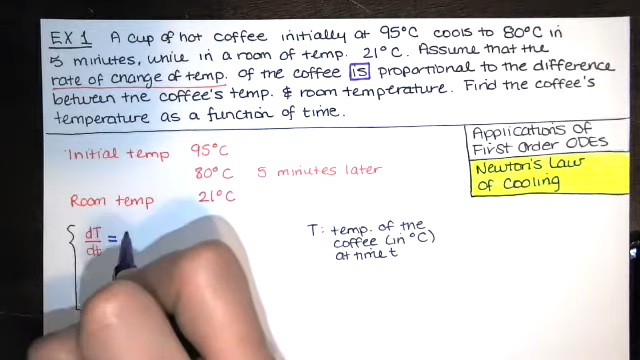 EX 1 A cup of hot coffee initially at 95°C cools to 80°C in
5 minutes, while in a room of temp. 21°C. Assume that the
rate of change of temp. of the coffee is proportional to the difference
between the coffee's temp. & room temperature. Find the coffee's
temperature as a function of time.
Applications of
First Order ODEs
Newton's Law
of Cooling
Initial temp 95°C
80°C 5 minutes later
Room temp 21°C
dT/dt =
T: temp. of the
coffee (in °C)
at time t